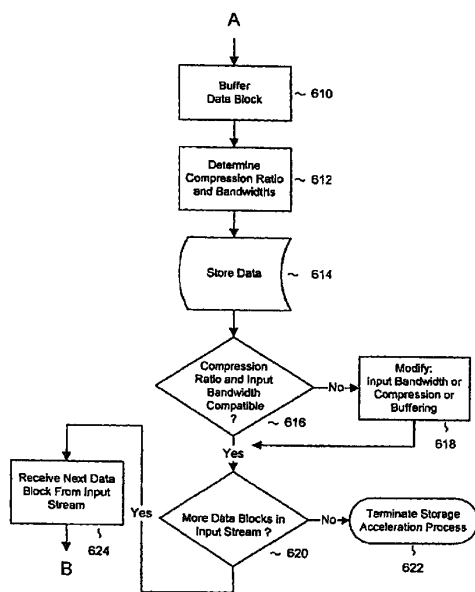 A
Buffer
Data Block
~ 610
Determine
Compression Ratio
and Bandwidths
~ 612
Store Data
~ 614
Compression
Ratio and Input
Bandwidth
Compatible
?
~ 616
No
Modify:
Input Bandwidth or
Compression or
Buffering
~
618
Yes
More Data Blocks in
Input Stream ?
~ 620
No
Terminate Storage
Acceleration Process
~
622
Yes
Receive Next Data
Block From Input
Stream
~
624
B